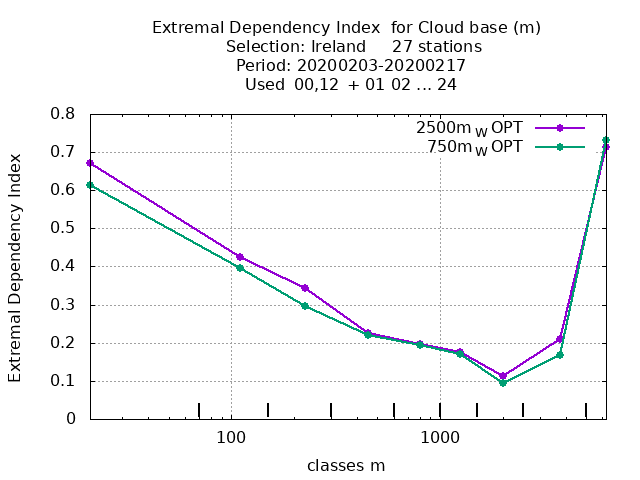 Extremal Dependency Index  for Cloud base (m)
Selection: Ireland     27 stations
Period: 20200203-20200217
Used  00,12  + 01 02 ... 24
0.8
0.7
0.6
0.5
0.4
0.3
0.2
0.1
0
Extremal Dependency Index
2500m W OPT
750m W OPT
100
1000
classes m